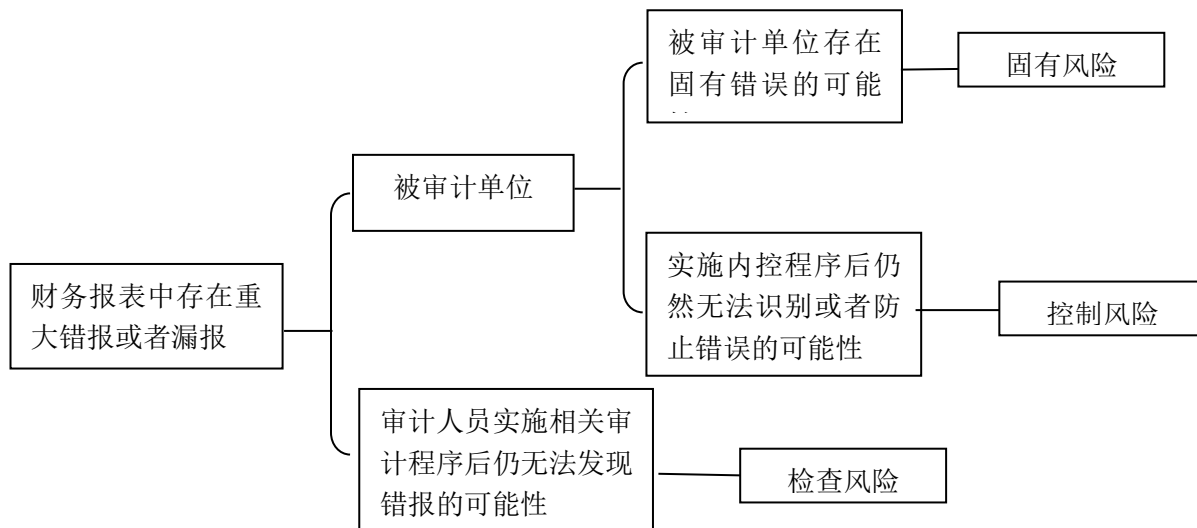 被审计单位存在
固有错误的可能
固有风险
被审计单位
财务报表中存在重
大错报或者漏报
实施内控程序后仍
然无法识别或者防
止错误的可能性
控制风险
审计人员实施相关审
计程序后仍无法发现
错报的可能性
检查风险